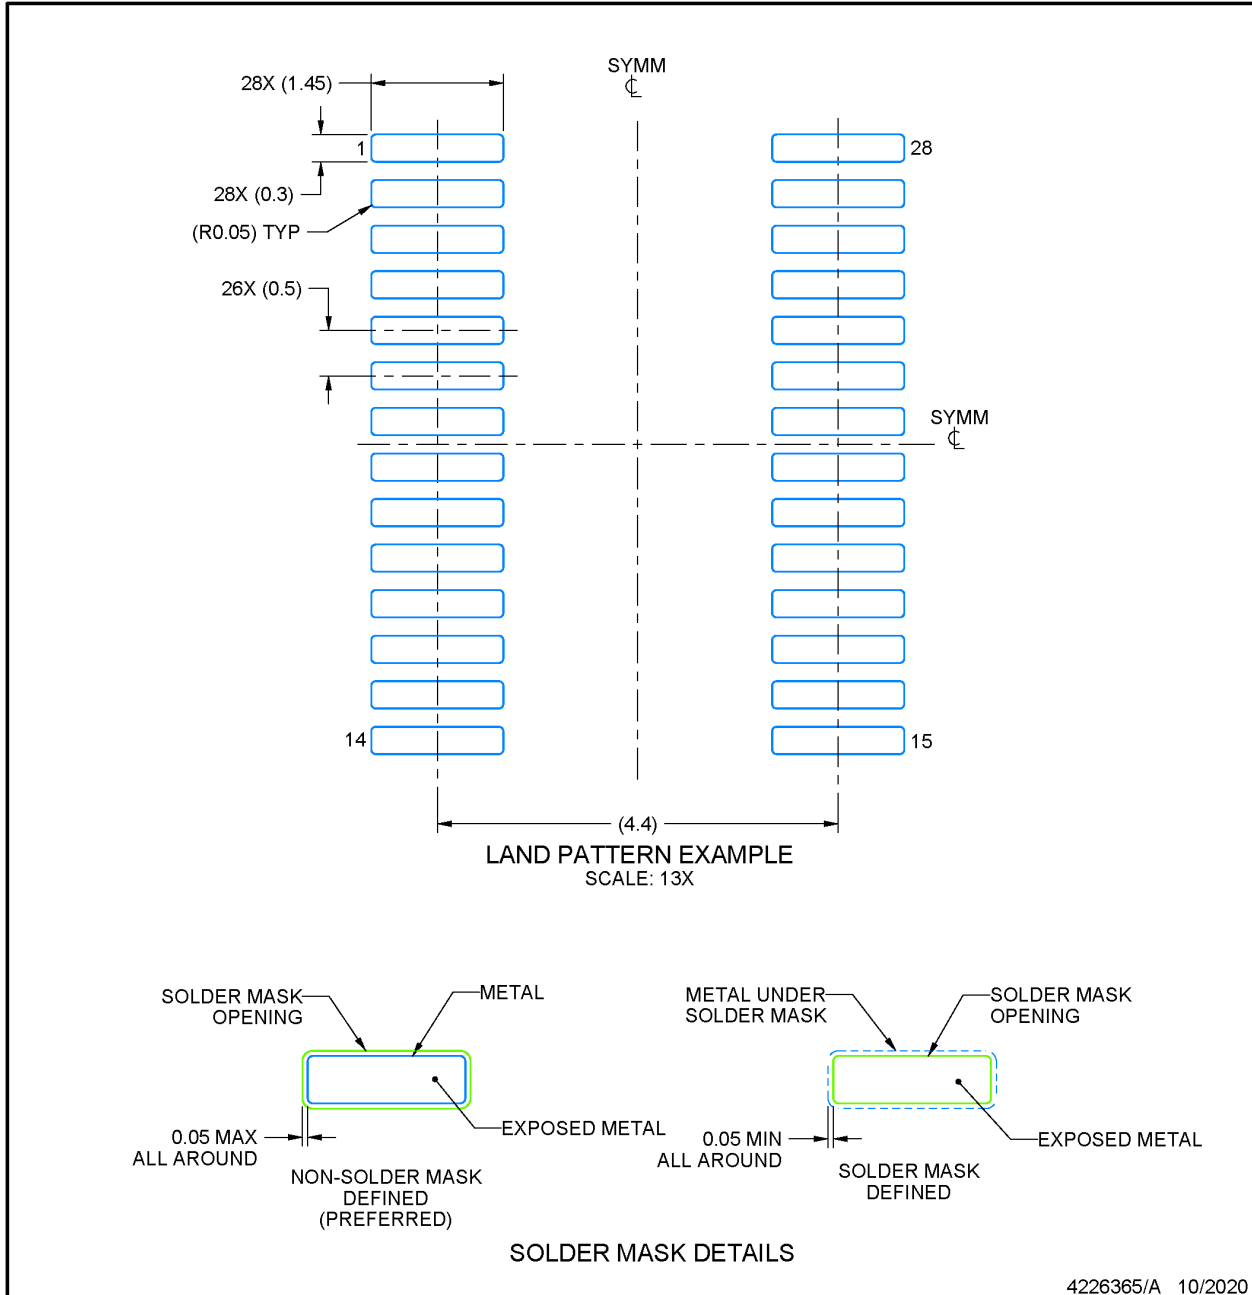 SYMM
28X (1.45)
1
28
28X (0.3)
(R0.05) TYP
26X (0.5)
SYMM
14
15
(4.4)
LAND PATTERN EXAMPLE
SCALE: 13X
SOLDER MASK
OPENING
METAL
EXPOSED METAL
0.05 MAX
ALL AROUND
NON-SOLDER MASK
DEFINED
(PREFERRED)
METAL UNDER
SOLDER MASK
SOLDER MASK
OPENING
EXPOSED METAL
0.05 MIN
ALL AROUND
SOLDER MASK
DEFINED
SOLDER MASK DETAILS
4226365/A 10/2020